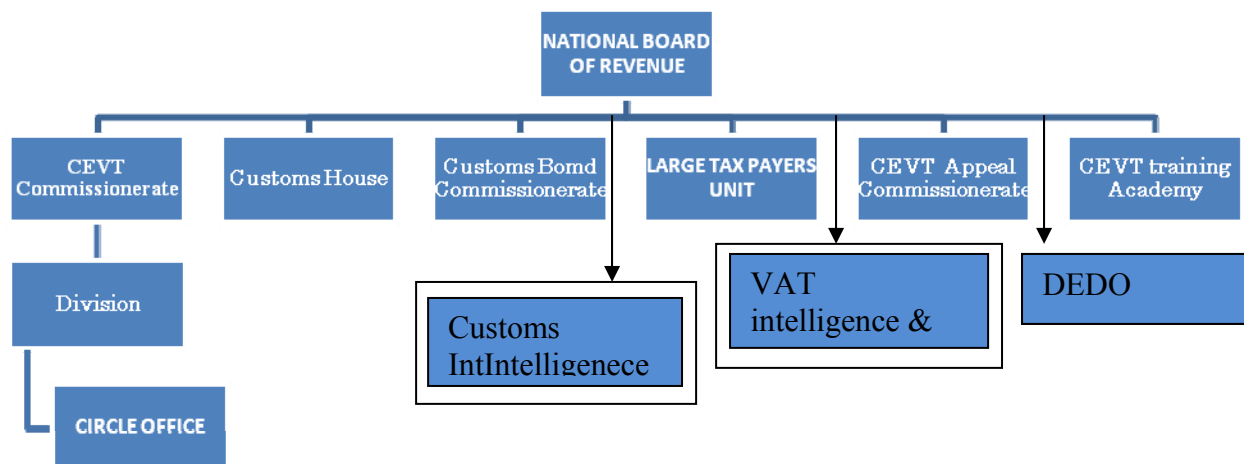 NATIONAL BOARD
OF REVENUE
CEVT
Commissionerate
Customs House
Customs Bomd
Commissionerate
LARGE TAX PAYERS
UNIT
CEVT Appeal
Commissionerate
CEVT training
Academy
Division
CIRCLE OFFICE
Customs
IntIntelligenece
VAT
intelligence &
DEDO